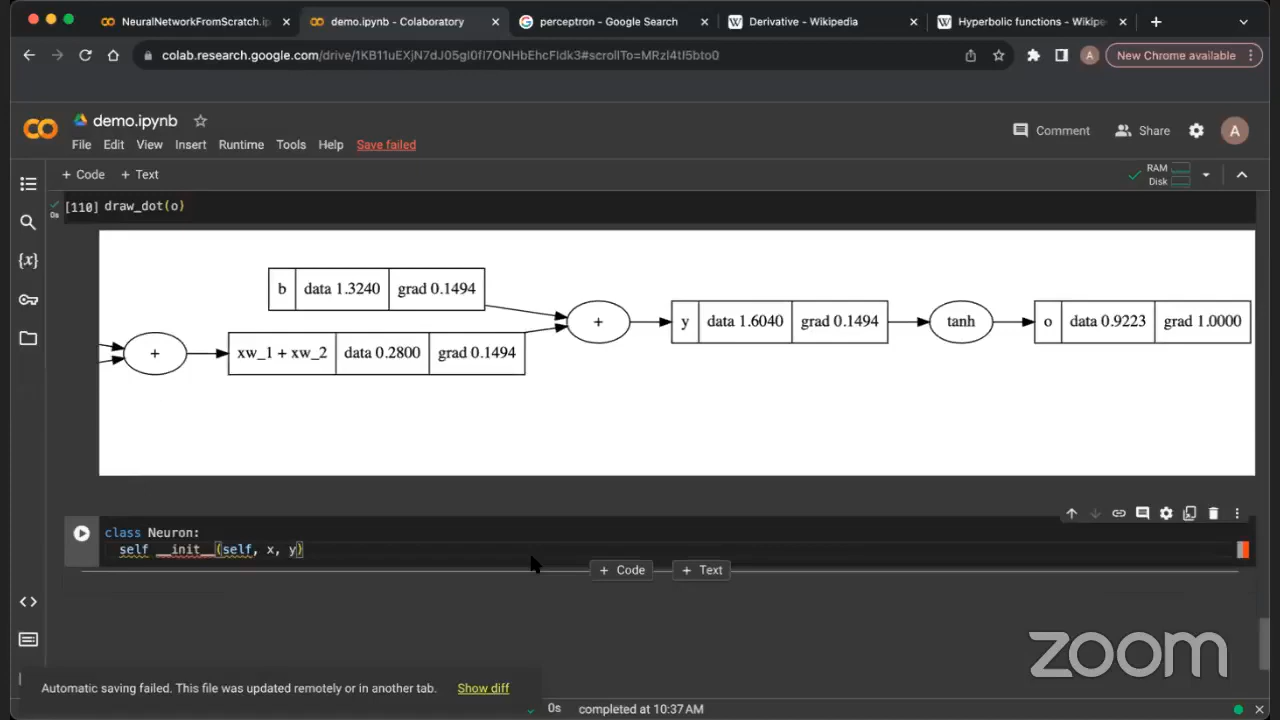 NeuralNetworkFromScratch.ip
demo.ipynb - Colaboratory
perceptron - Google Search
Derivative - Wikipedia
Hyperbolic functions - Wikipe
colab.research.google.com/drive/1KB11uEXjN7dJ05gI0fI7ONHbEhcFIdk3#scrollTo=MRzl4tf5bto0
A
New Chrome available
demo.ipynb
File Edit View Insert Runtime Tools Help Save failed
Comment Share A
+ Code + Text
RAM
Disk
0s
[110] draw_dot(o)
b data 1.3240 grad 0.1494
+
xw_1 + xw_2 data 0.2800 grad 0.1494
+
y data 1.6040 grad 0.1494
tanh
o data 0.9223 grad 1.0000
class Neuron:
self __init__(self, x, y)
+ Code + Text
{x}
zoom
Automatic saving failed. This file was updated remotely or in another tab. Show diff
0s completed at 10:37 AM